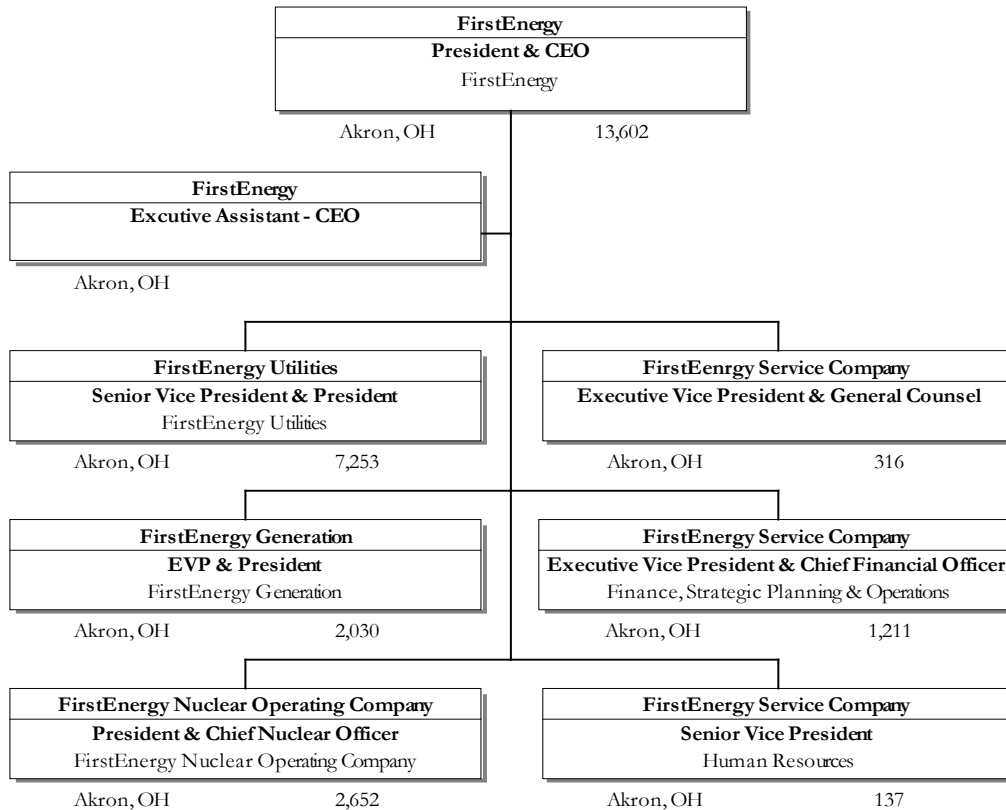 FirstEnergy
President & CEO
FirstEnergy
Akron, OH 13,602
FirstEnergy
Excutive Assistant - CEO
Akron, OH
FirstEnergy Utilities
Senior Vice President & President
FirstEnergy Utilities
Akron, OH 7,253
FirstEenrgy Service Company
Executive Vice President & General Counsel
Akron, OH 316
FirstEnergy Generation
EVP & President
FirstEnergy Generation
Akron, OH 2,030
FirstEnergy Service Company
Executive Vice President & Chief Financial Officer
Finance, Strategic Planning & Operations
Akron, OH 1,211
FirstEnergy Nuclear Operating Company
President & Chief Nuclear Officer
FirstEnergy Nuclear Operating Company
Akron, OH 2,652
FirstEnergy Service Company
Senior Vice President
Human Resources
Akron, OH 137